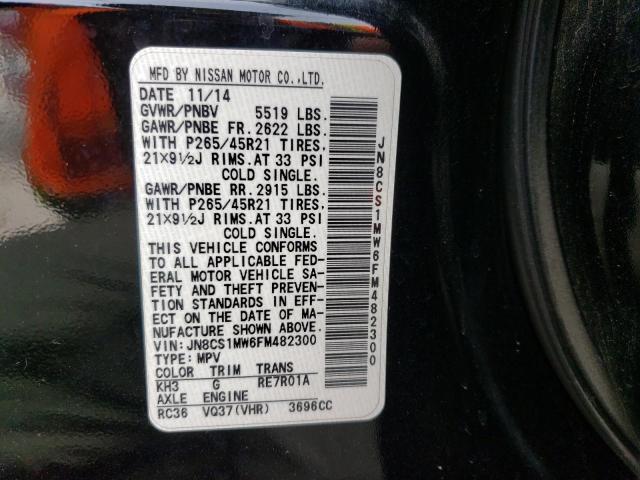 MFD BY NISSAN MOTOR CO.,LTD.
DATE 11/14
GVWR/PNBV 5519 LBS.
GAWR/PNBE FR. 2622 LBS.
WITH P265/45R21 TIRES.
21X9½J RIMS.AT 33 PSI
COLD SINGLE.
GAWR/PNBE RR. 2915 LBS.
WITH P265/45R21 TIRES.
21X9½J RIMS.AT 33 PSI
COLD SINGLE.
THIS VEHICLE CONFORMS
TO ALL APPLICABLE FED-
ERAL MOTOR VEHICLE SA-
FETY AND THEFT PREVEN-
TION STANDARDS IN EFF-
ECT ON THE DATE OF MA-
NUFACTURE SHOWN ABOVE.
VIN: JN8CS1MW6FM482300
TYPE: MPV
COLOR TRIM TRANS
KH3 G RE7R01A
AXLE ENGINE
RC36 VQ37(VHR) 3696CC
JN8CS1MW6FM482300